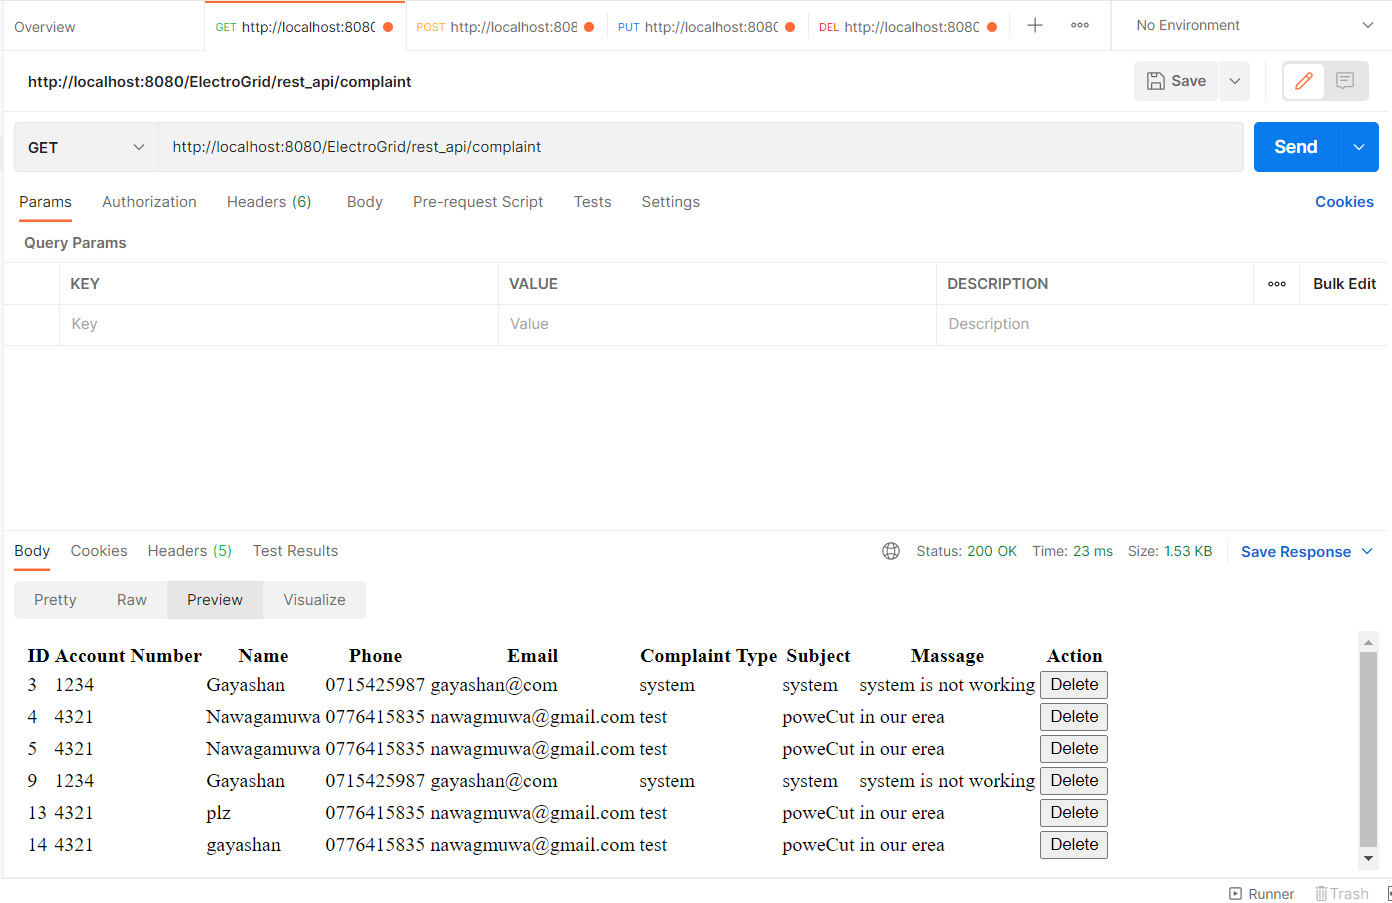 Overview GET http://localhost:8080 POST http://localhost:808 PUT http://localhost:808 DEL http://localhost:8080 No Environment
http://localhost:8080/ElectroGrid/rest_api/complaint Save
GET http://localhost:8080/ElectroGrid/rest_api/complaint Send
Params Authorization Headers (6) Body Pre-request Script Tests Settings Cookies
Query Params
KEY VALUE DESCRIPTION Bulk Edit
Key Value Description
Body Cookies Headers (5) Test Results Status: 200 OK Time: 23 ms Size: 1.53 KB Save Response
Pretty Raw Preview Visualize
ID Account Number Name Phone Email Complaint Type Subject Massage Action
3 1234 Gayashan 0715425987 gayashan@com system system system is not working Delete
4 4321 Nawagamuwa 0776415835 nawagmuwa@gmail.com test poweCut in our erea Delete
5 4321 Nawagamuwa 0776415835 nawagmuwa@gmail.com test poweCut in our erea Delete
9 1234 Gayashan 0715425987 gayashan@com system system system is not working Delete
13 4321 plz 0776415835 nawagmuwa@gmail.com test poweCut in our erea Delete
14 4321 gayashan 0776415835 nawagmuwa@gmail.com test poweCut in our erea Delete
Runner Trash